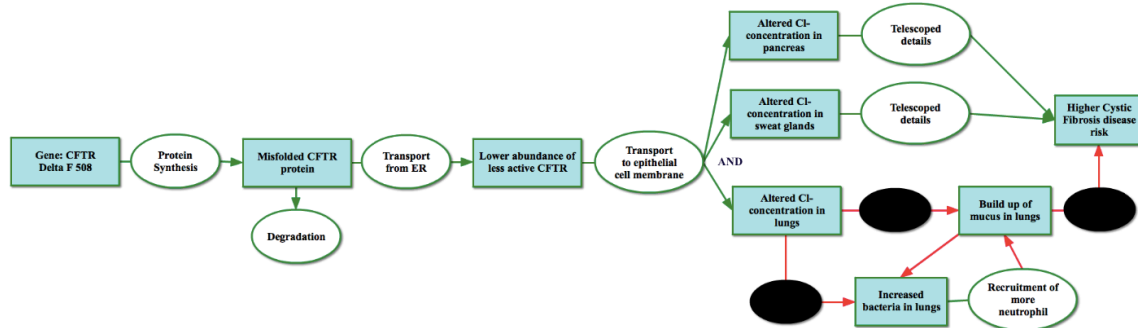 Gene: CFTR
Delta F 508
Protein
Synthesis
Misfolded CFTR
protein
Degradation
Transport
from ER
Lower abundance of
less active CFTR
Transport
to epithelial
cell membrane
AND
Altered Cl-
concentration in
pancreas
Telescoped
details
Altered Cl-
concentration in
sweat glands
Telescoped
details
Higher Cystic
Fibrosis disease
risk
Altered Cl-
concentration in
lungs
Build up of
mucus in lungs
Increased
bacteria in lungs
Recruitment of
more
neutrophil